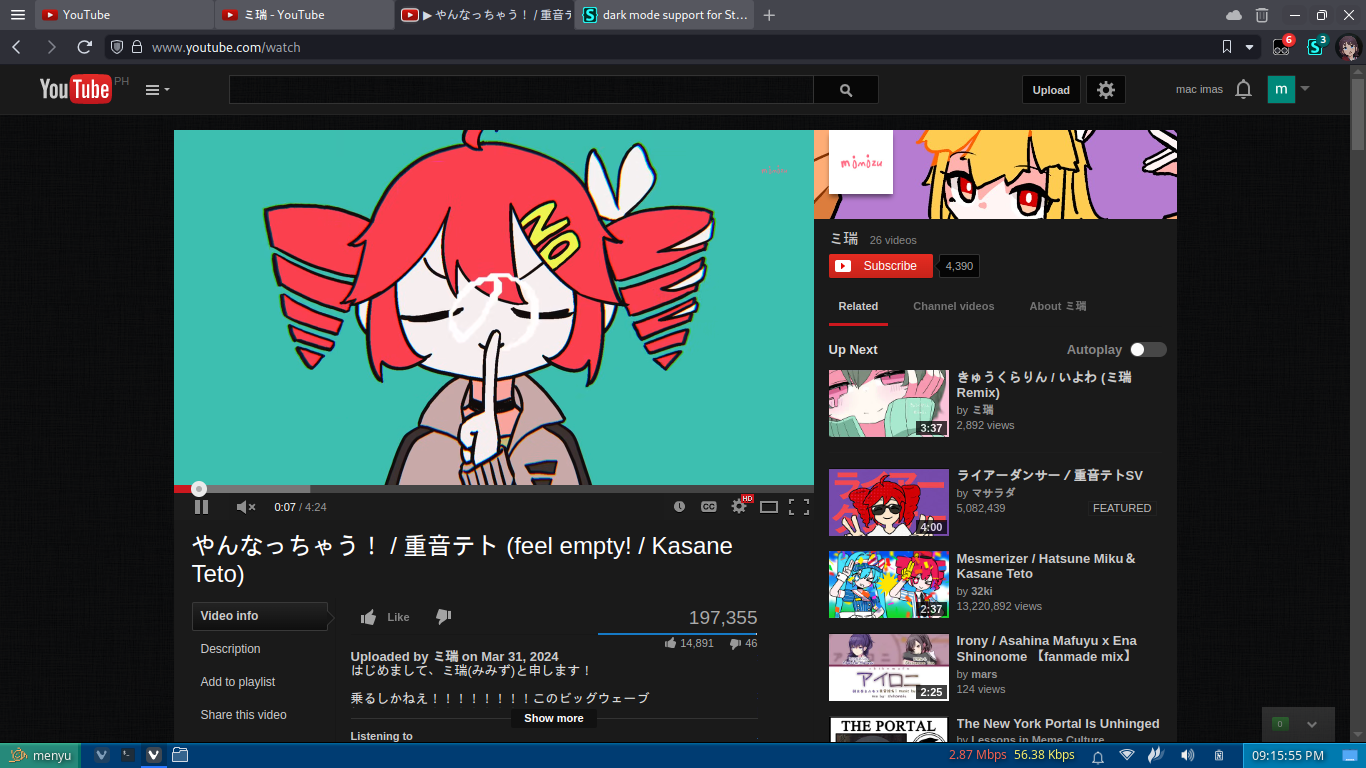 YouTube
ミ瑞 - YouTube
▶ やんなっちゃう！ / 重音テ
dark mode support for St…
6
3
www.youtube.com/watch
YouTube PH
Upload
mac imas
m
mimizu
NO
の
ミ瑞 26 videos
Subscribe 4,390
Related Channel videos About ミ瑞
Up Next Autoplay
きゅうくらりん / いよわ (ミ瑞
Remix)
by ミ瑞
2,892 views
3:37
ライアーダンサー
ライアーダンサー／重音テトSV
by マサラダ
5,082,439 FEATURED
4:00
Mesmerizer / Hatsune Miku＆
Kasane Teto
by 32ki
13,220,892 views
2:37
アイロニ
Irony / Asahina Mafuyu x Ena
Shinonome 【fanmade mix】
by mars
124 views
2:25
THE PORTAL
The New York Portal Is Unhinged
by Lessons in Meme Culture
0:07 / 4:24
CC
HD
やんなっちゃう！ / 重音テト (feel empty! / Kasane
Teto)
Video info
Description
Add to playlist
Share this video
Like
197,355
14,891 46
Uploaded by ミ瑞 on Mar 31, 2024
はじめまして、ミ瑞(みみず)と申します！
乗るしかねえ！！！！！！！！このビッグウェーブ
Show more
Listening to
0
menyu
2.87 Mbps 56.38 Kbps
09:15:55 PM